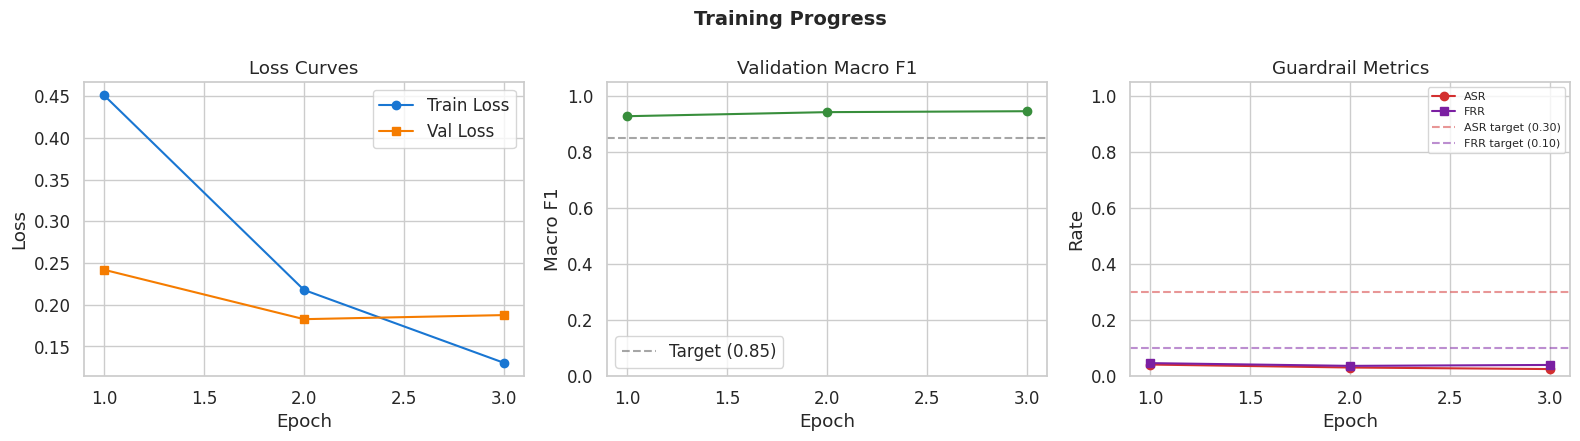 Training Progress
Loss Curves
Train Loss
Val Loss
0.45
0.40
0.35
0.30
0.25
0.20
0.15
Loss
1.0 1.5 2.0 2.5 3.0
Epoch
Validation Macro F1
1.0
0.8
0.6
0.4
0.2
0.0
Macro F1
Target (0.85)
1.0 1.5 2.0 2.5 3.0
Epoch
Guardrail Metrics
ASR
FRR
ASR target (0.30)
FRR target (0.10)
1.0
0.8
0.6
0.4
0.2
0.0
Rate
1.0 1.5 2.0 2.5 3.0
Epoch